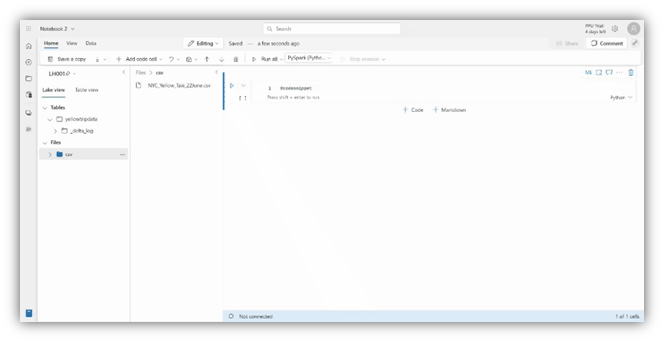 Notebook 2
Search
PPU Trial:
4 days left
Home View Data
Editing
Saved — a few seconds ago
Share
Comment
Save a copy
Add code cell
Run all
PySpark (Pytho...
Stop session
LH001
Files > csv
Lake view Table view
NYC_Yellow_Taxi_22June.csv
1
Press shift + enter to run
Python
Tables
+ Code + Markdown
yellowtripdata
_delta_log
Files
csv
Not connected
1 of 1 cells